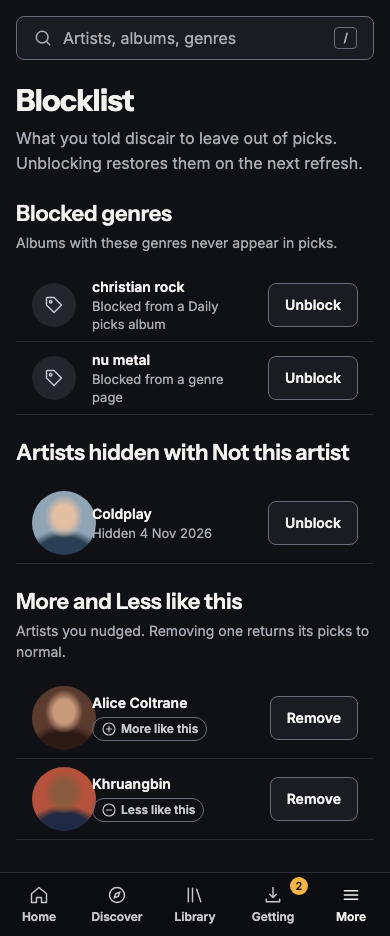 Artists, albums, genres
/
Blocklist
What you told discair to leave out of picks.
Unblocking restores them on the next refresh.
Blocked genres
Albums with these genres never appear in picks.
christian rock
Blocked from a Daily
picks album
Unblock
nu metal
Blocked from a genre
page
Unblock
Artists hidden with Not this artist
Coldplay
Hidden 4 Nov 2026
Unblock
More and Less like this
Artists you nudged. Removing one returns its picks to
normal.
Alice Coltrane
More like this
Remove
Khruangbin
Less like this
Remove
2
Home
Discover
Library
Getting
More